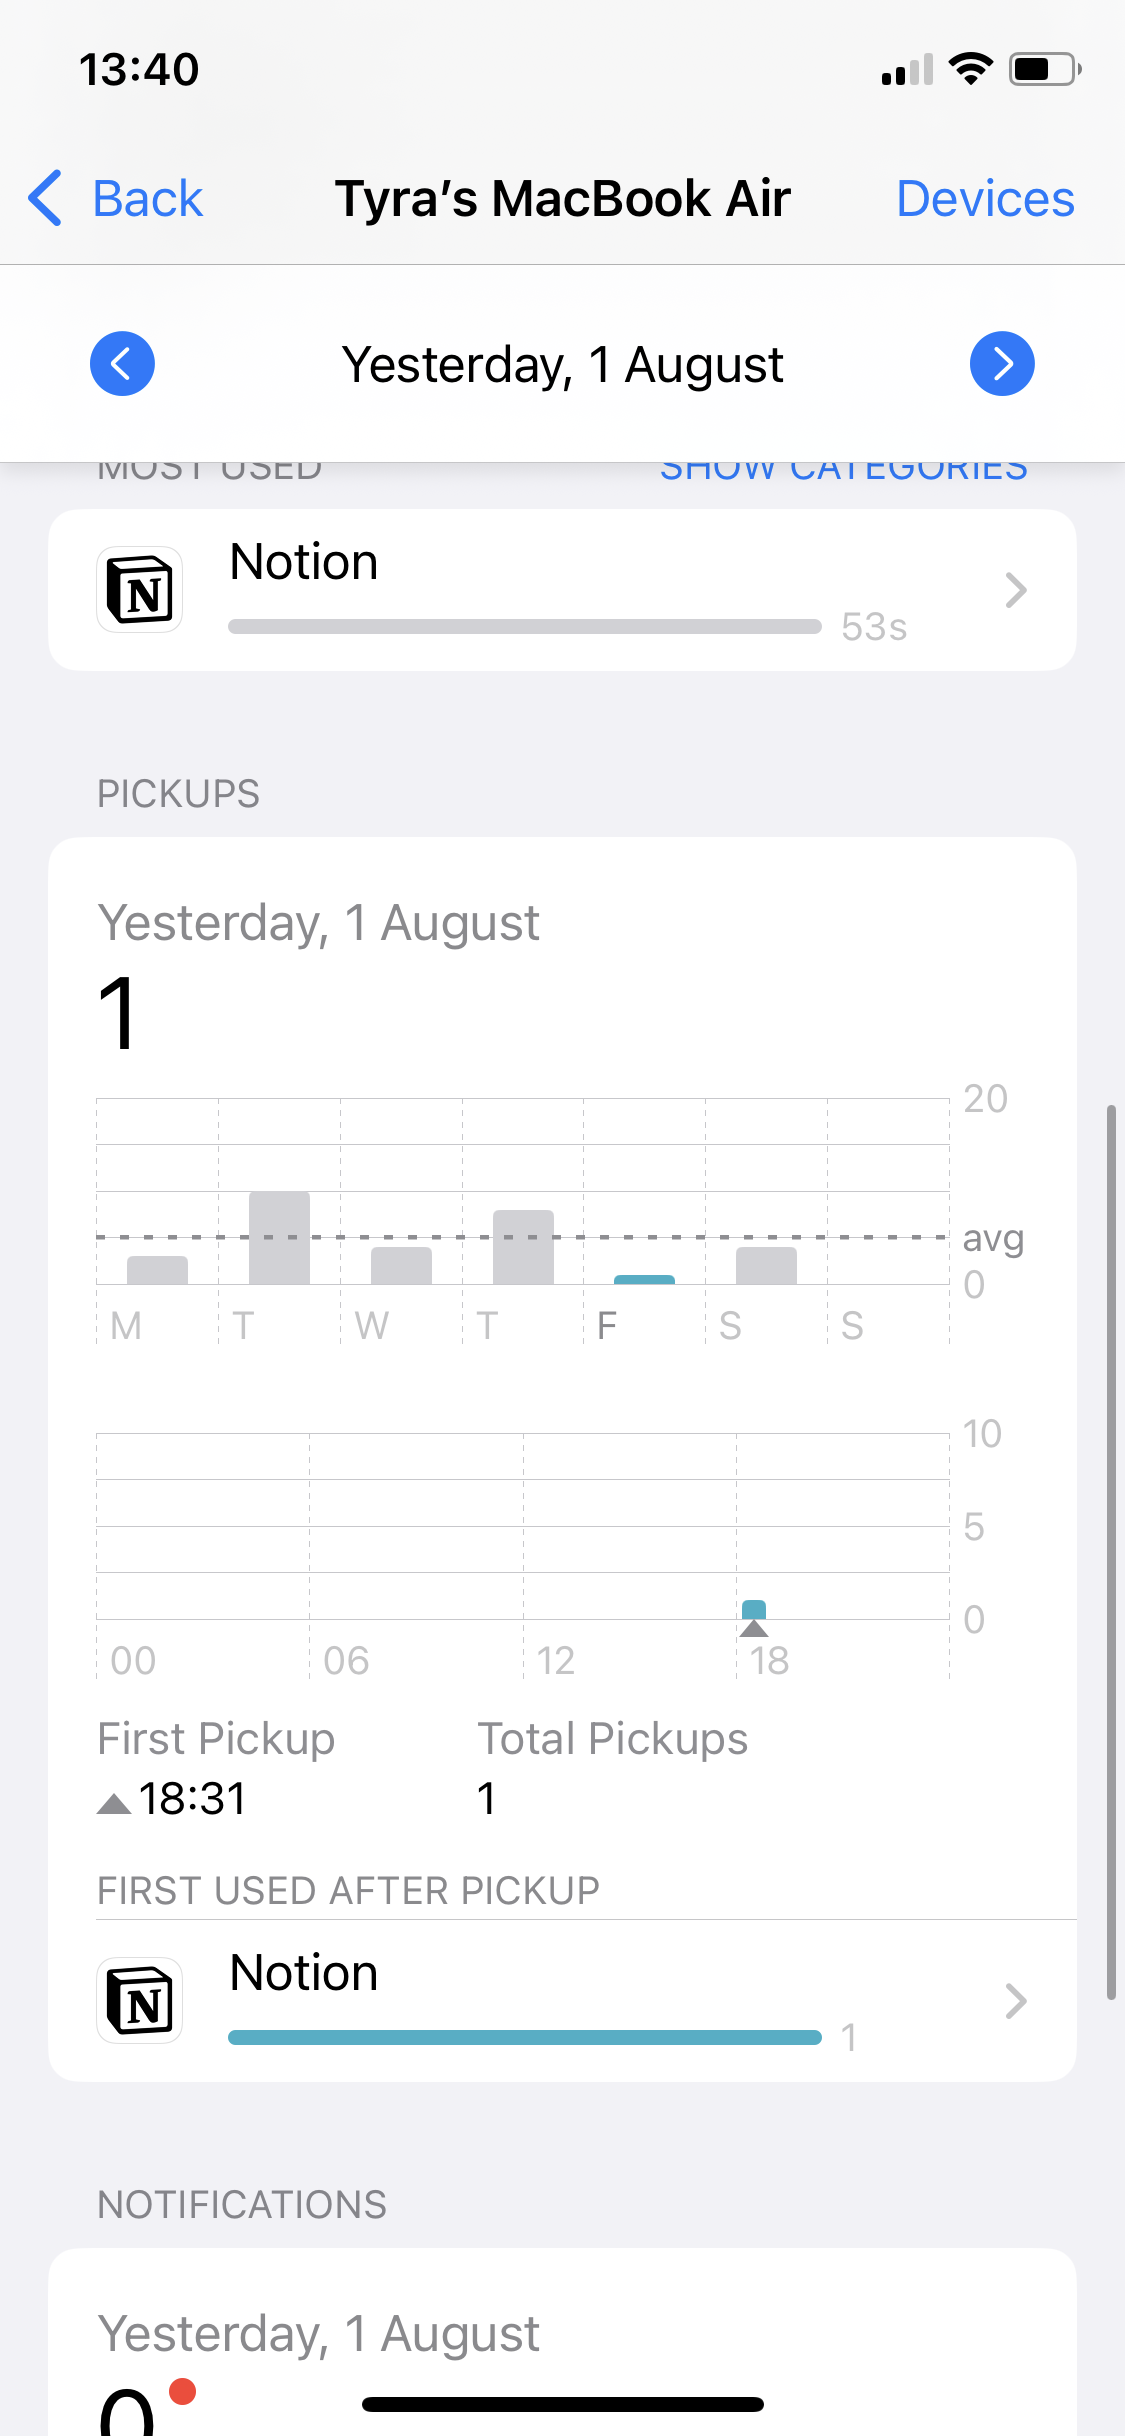 13:40
Back
Tyra's MacBook Air
Devices
Yesterday, 1 August
MOST USED
SHOW CATEGORIES
N
Notion
53s
PICKUPS
Yesterday, 1 August
1
20
avg
0
M T W T F S S
10
5
0
00 06 12 18
First Pickup
Total Pickups
18:31
1
FIRST USED AFTER PICKUP
N
Notion
1
NOTIFICATIONS
Yesterday, 1 August
0